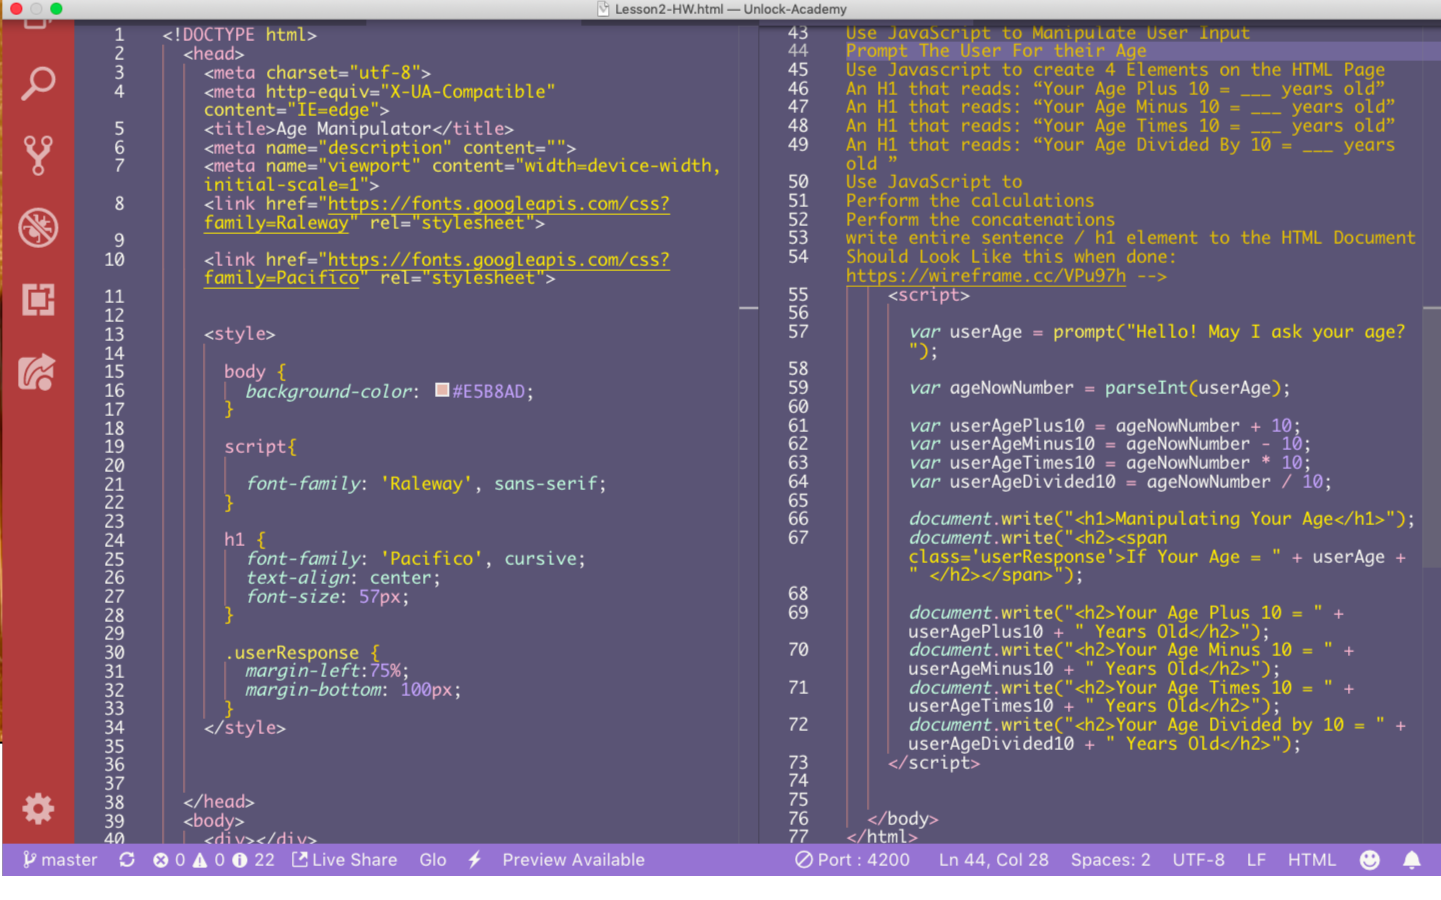 Lesson2-HW.html — Unlock-Academy
1 <!DOCTYPE html>
2 <head>
3 <meta charset="utf-8">
4 <meta http-equiv="X-UA-Compatible"
content="IE=edge">
5 <title>Age Manipulator</title>
6 <meta name="description" content="">
7 <meta name="viewport" content="width=device-width,
initial-scale=1">
8 <link href="https://fonts.googleapis.com/css?
family=Raleway" rel="stylesheet">
9
10 <link href="https://fonts.googleapis.com/css?
family=Pacifico" rel="stylesheet">
11
12
13 <style>
14
15 body {
16 background-color: #E5B8AD;
17 }
18
19 script{
20
21 font-family: 'Raleway', sans-serif;
22 }
23
24 h1 {
25 font-family: 'Pacifico', cursive;
26 text-align: center;
27 font-size: 57px;
28 }
29
30 .userResponse {
31 margin-left:75%;
32 margin-bottom: 100px;
33 }
34 </style>
35
36
37
38 </head>
39 <body>
40 <div></div>
43 Use JavaScript to Manipulate User Input
44 Prompt The User For their Age
45 Use Javascript to create 4 Elements on the HTML Page
46 An H1 that reads: “Your Age Plus 10 = ___ years old”
47 An H1 that reads: “Your Age Minus 10 = ___ years old”
48 An H1 that reads: “Your Age Times 10 = ___ years old”
49 An H1 that reads: “Your Age Divided By 10 = ___ years
old ”
50 Use JavaScript to
51 Perform the calculations
52 Perform the concatenations
53 write entire sentence / h1 element to the HTML Document
54 Should Look Like this when done:
https://wireframe.cc/VPu97h -->
55 <script>
56
57 var userAge = prompt("Hello! May I ask your age?
");
58
59 var ageNowNumber = parseInt(userAge);
60
61 var userAgePlus10 = ageNowNumber + 10;
62 var userAgeMinus10 = ageNowNumber - 10;
63 var userAgeTimes10 = ageNowNumber * 10;
64 var userAgeDivided10 = ageNowNumber / 10;
65
66 document.write("<h1>Manipulating Your Age</h1>");
67 document.write("<h2><span
class='userResponse'>If Your Age = " + userAge +
" </h2></span>");
68
69 document.write("<h2>Your Age Plus 10 = " +
userAgePlus10 + " Years Old</h2>");
70 document.write("<h2>Your Age Minus 10 = " +
userAgeMinus10 + " Years Old</h2>");
71 document.write("<h2>Your Age Times 10 = " +
userAgeTimes10 + " Years Old</h2>");
72 document.write("<h2>Your Age Divided by 10 = " +
userAgeDivided10 + " Years Old</h2>");
73 </script>
74
75
76 </body>
77 </html>
master 0 0 22 Live Share Glo Preview Available Port : 4200 Ln 44, Col 28 Spaces: 2 UTF-8 LF HTML